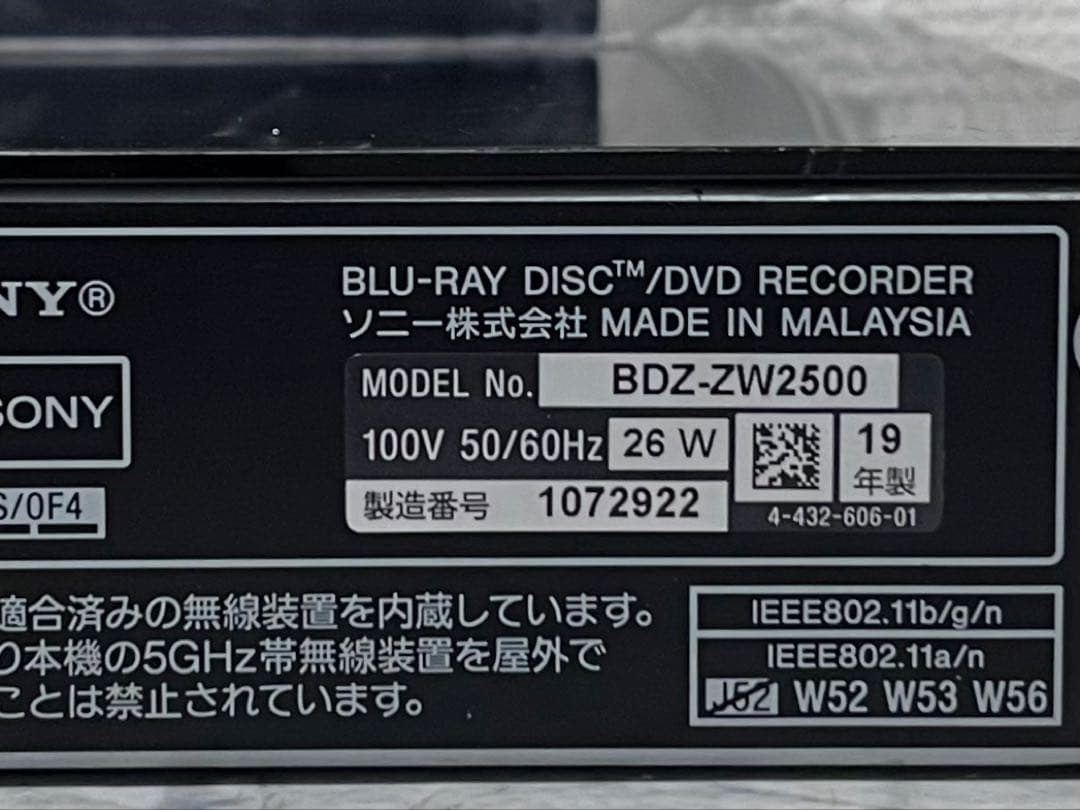 NY®
BLU-RAY DISC™/DVD RECORDER
ソニー株式会社 MADE IN MALAYSIA
SONY
MODEL No. BDZ-ZW2500
100V 50/60Hz 26 W
19
年製
製造番号 1072922
4-432-606-01
S/0F4
適合済みの無線装置を内蔵しています。
り本機の5GHz帯無線装置を屋外で
ことは禁止されています。
IEEE802.11b/g/n
IEEE802.11a/n
J52 W52 W53 W56